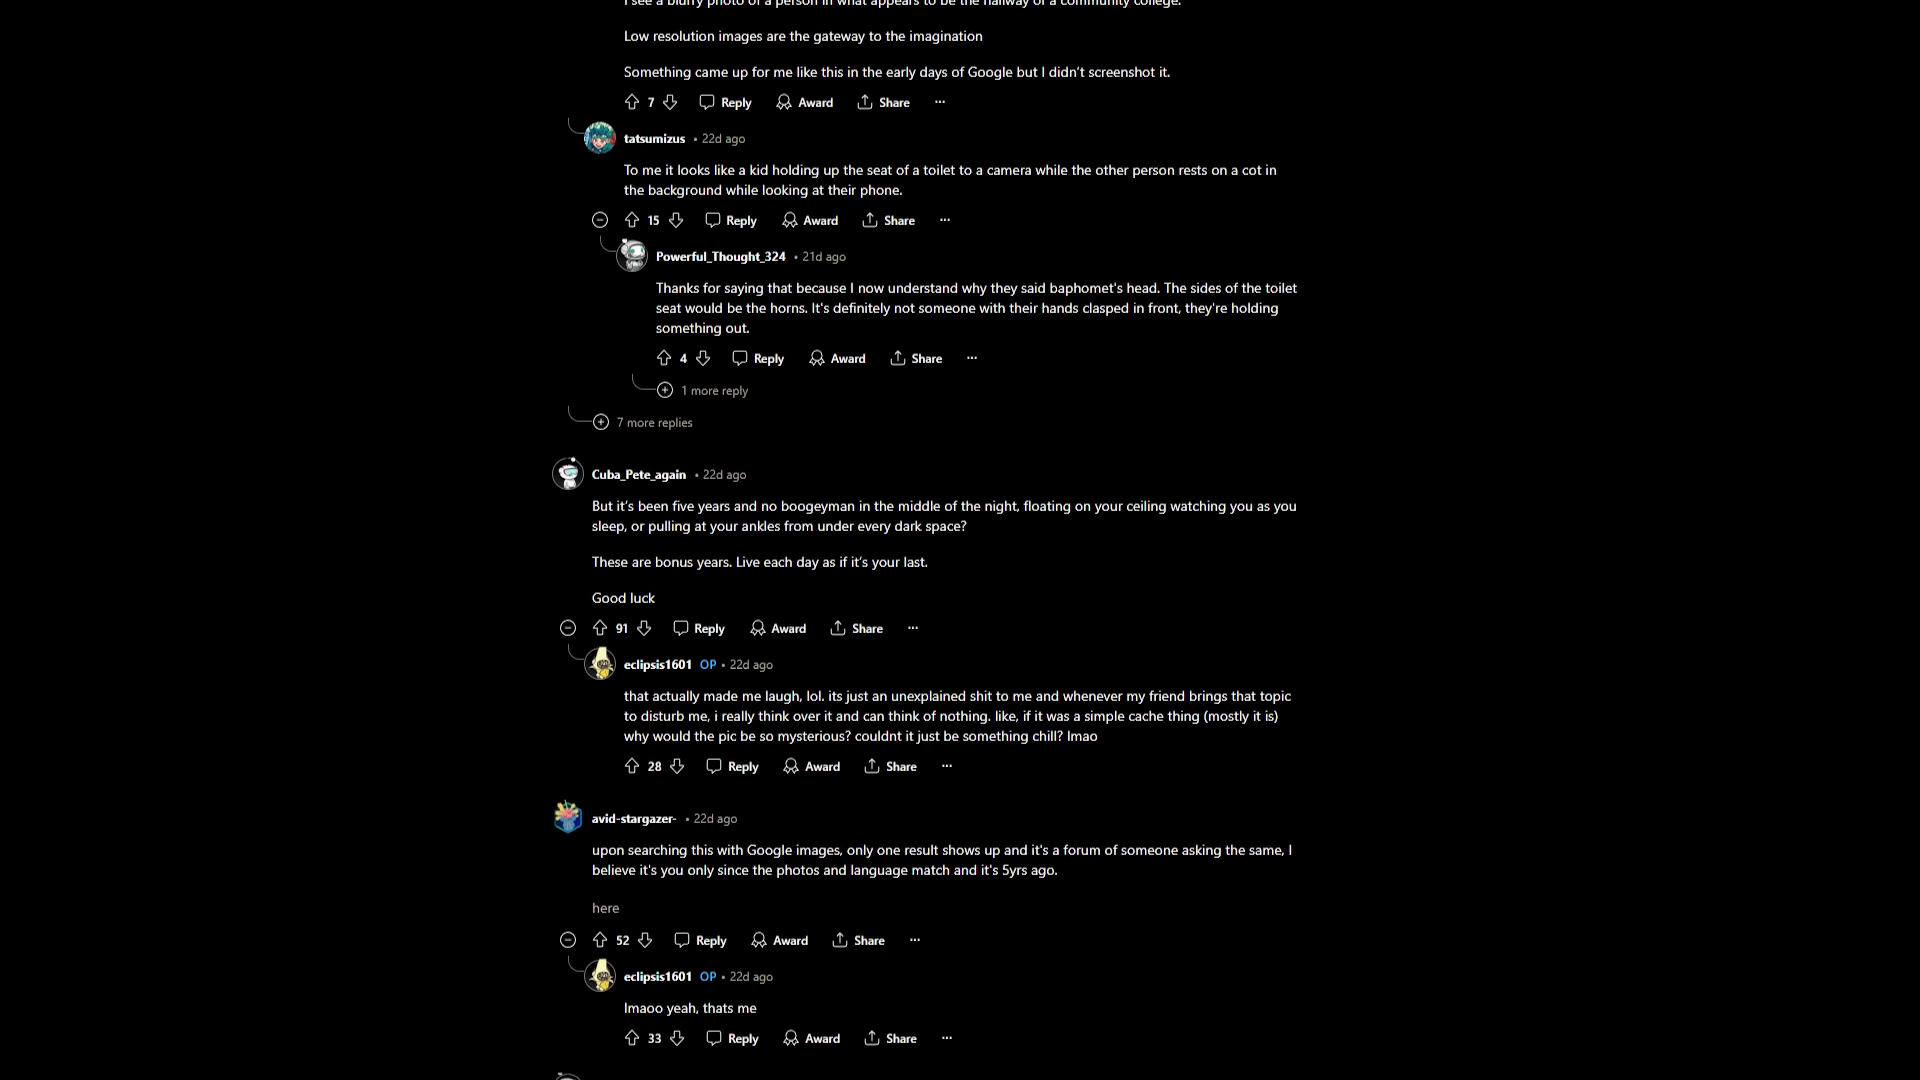 I see a blurry photo of a person in what appears to be the hallway of a community college.
Low resolution images are the gateway to the imagination
Something came up for me like this in the early days of Google but I didn't screenshot it.
7 Reply Award Share ...
tatsumizus • 22d ago
To me it looks like a kid holding up the seat of a toilet to a camera while the other person rests on a cot in
the background while looking at their phone.
15 Reply Award Share ...
Powerful_Thought_324 • 21d ago
Thanks for saying that because I now understand why they said baphomet's head. The sides of the toilet
seat would be the horns. It's definitely not someone with their hands clasped in front, they're holding
something out.
4 Reply Award Share ...
1 more reply
7 more replies
Cuba_Pete_again • 22d ago
But it's been five years and no boogeyman in the middle of the night, floating on your ceiling watching you as you
sleep, or pulling at your ankles from under every dark space?
These are bonus years. Live each day as if it's your last.
Good luck
91 Reply Award Share ...
eclipsis1601 OP • 22d ago
that actually made me laugh, lol. its just an unexplained shit to me and whenever my friend brings that topic
to disturb me, i really think over it and can think of nothing. like, if it was a simple cache thing (mostly it is)
why would the pic be so mysterious? couldnt it just be something chill? lmao
28 Reply Award Share ...
avid-stargazer- • 22d ago
upon searching this with Google images, only one result shows up and it's a forum of someone asking the same, I
believe it's you only since the photos and language match and it's 5yrs ago.
here
52 Reply Award Share ...
eclipsis1601 OP • 22d ago
lmaoo yeah, thats me
33 Reply Award Share ...